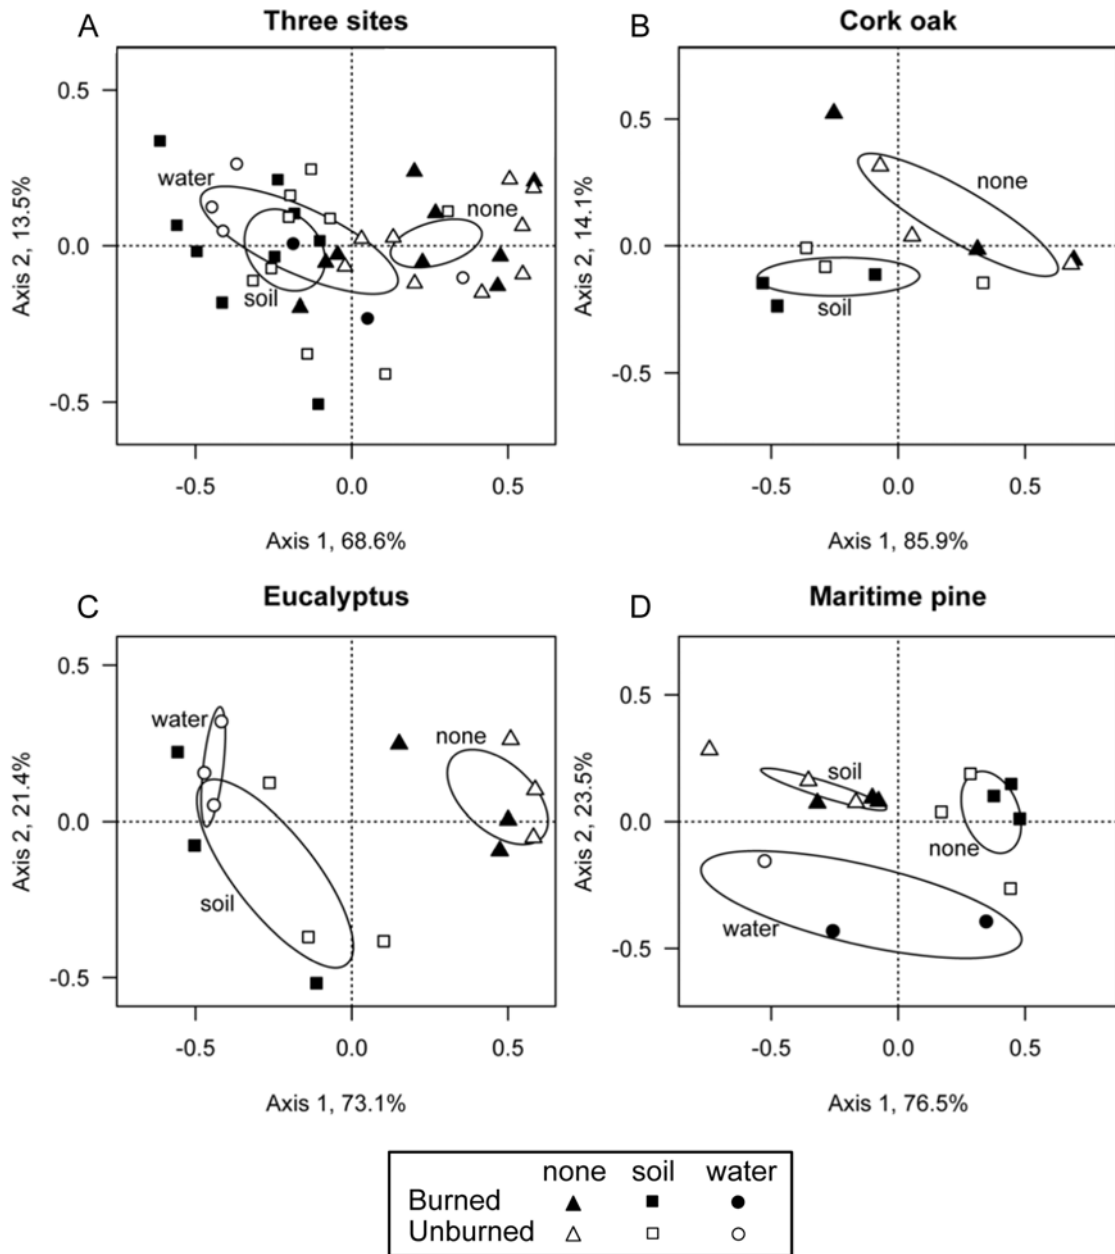 A Three sites
0.5
0.0
-0.5
water
none
soil
-0.5 0.0 0.5
Axis 2, 13.5%
Axis 1, 68.6%
B Cork oak
0.5
0.0
-0.5
none
soil
-0.5 0.0 0.5
Axis 2, 14.1%
Axis 1, 85.9%
C Eucalyptus
0.5
0.0
-0.5
water
none
soil
-0.5 0.0 0.5
Axis 2, 21.4%
Axis 1, 73.1%
D Maritime pine
0.5
0.0
-0.5
soil
none
water
-0.5 0.0 0.5
Axis 2, 23.5%
Axis 1, 76.5%
none soil water
Burned
Unburned